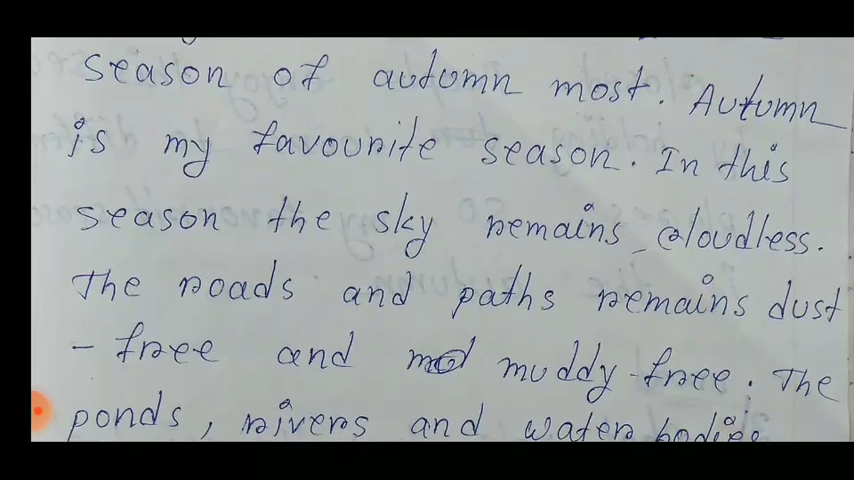 season of autumn most. Autumn
is my favourite season. In this
season the sky remains cloudless.
The roads and paths remains dust
- free and muddy-free. The
ponds, rivers and water bodies